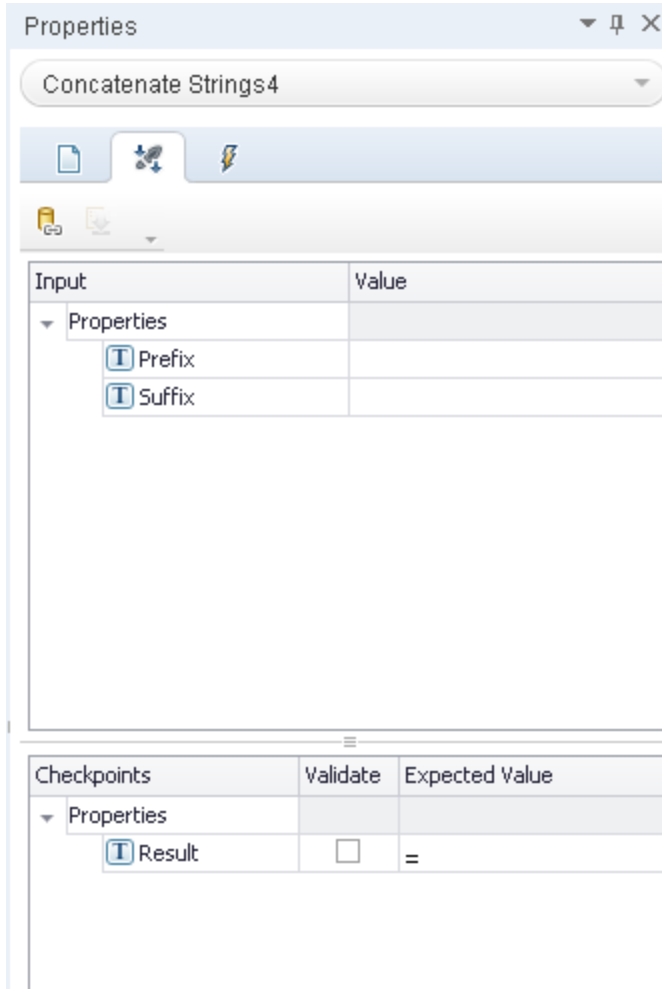 Properties
Concatenate Strings4
Input Value
Properties
T Prefix
T Suffix
Checkpoints Validate Expected Value
Properties
T Result =